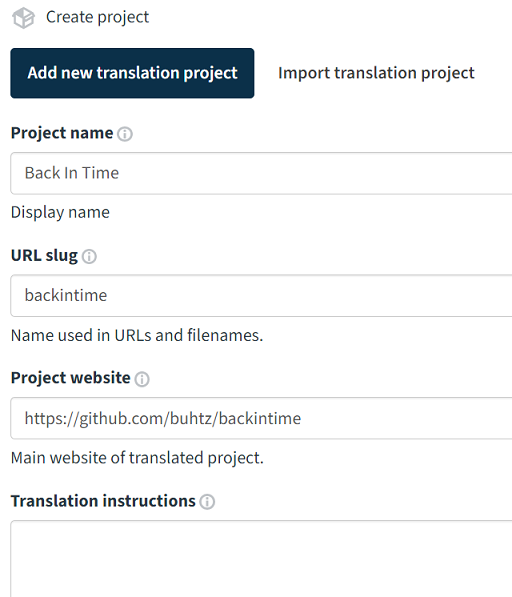 Create project
Add new translation project Import translation project
Project name
Back In Time
Display name
URL slug
backintime
Name used in URLs and filenames.
Project website
https://github.com/buhtz/backintime
Main website of translated project.
Translation instructions